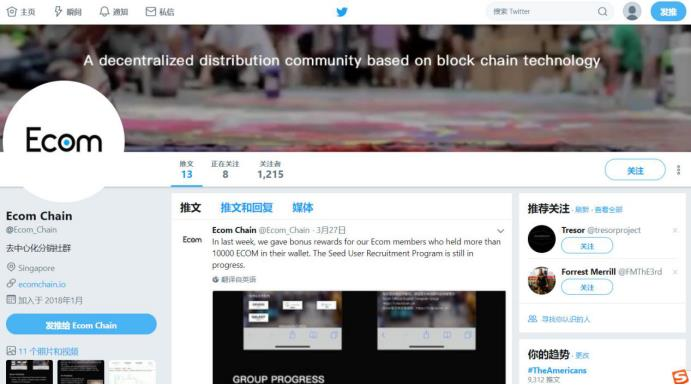 主页
瞬间
通知
私信
搜索 Twitter
发推
A decentralized distribution community based on block chain technology
Ecom
推文
13
正在关注
8
关注者
1,215
关注
Ecom Chain
@Ecom_Chain
去中心化分销社群
Singapore
ecomchain.io
加入于 2018年1月
发推给 Ecom Chain
11 个照片和视频
推文 推文和回复 媒体
Ecom
Ecom Chain @Ecom_Chain · 3月27日
In last week, we gave bonus rewards for our Ecom members who held more than
10000 ECOM in their wallet. The Seed User Recruitment Program is still in
progress.
翻译自英语
GROUP PROGRESS
推荐关注 · 刷新 · 查看全部
Tresor @tresorproject
关注
Forrest Merrill @FMThE3rd
关注
寻找你认识的人
你的趋势 · 更改
#TheAmericans
9,312 推文